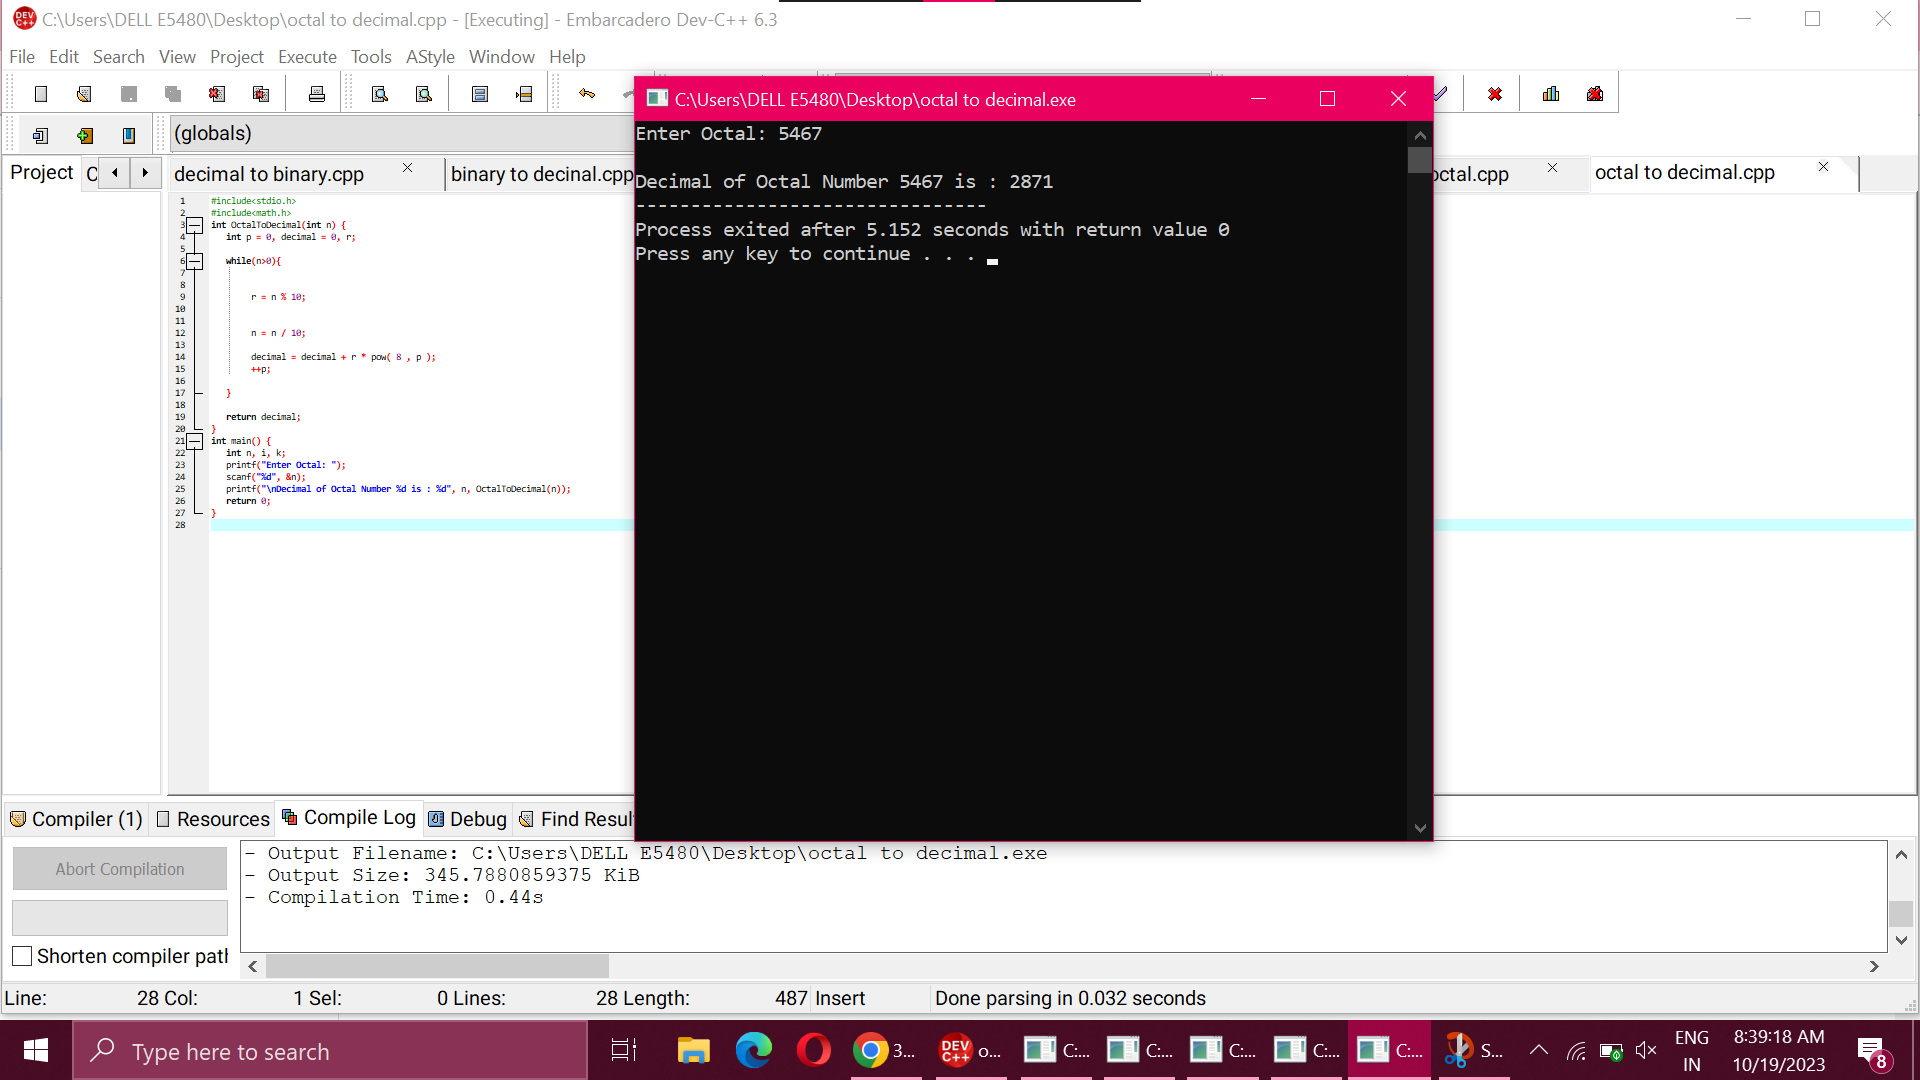 C:\Users\DELL E5480\Desktop\octal to decimal.cpp - [Executing] - Embarcadero Dev-C++ 6.3
File Edit Search View Project Execute Tools AStyle Window Help
(globals)
Project
decimal to binary.cpp
binary to decinal.cpp
octal.cpp
octal to decimal.cpp
1 #include<stdio.h>
2 #include<math.h>
3 int OctalToDecimal(int n) {
4 int p = 0, decimal = 0, r;
5
6 while(n>0){
7
8
9 r = n % 10;
10
11
12 n = n / 10;
13
14 decimal = decimal + r * pow( 8 , p );
15 ++p;
16
17 }
18
19 return decimal;
20 }
21 int main() {
22 int n, i, k;
23 printf("Enter Octal: ");
24 scanf("%d", &n);
25 printf("\nDecimal of Octal Number %d is : %d", n, OctalToDecimal(n));
26 return 0;
27 }
28
C:\Users\DELL E5480\Desktop\octal to decimal.exe
Enter Octal: 5467
Decimal of Octal Number 5467 is : 2871
--------------------------------
Process exited after 5.152 seconds with return value 0
Press any key to continue . . .
Compiler (1) Resources Compile Log Debug Find Resul
Abort Compilation
Shorten compiler path
- Output Filename: C:\Users\DELL E5480\Desktop\octal to decimal.exe
- Output Size: 345.7880859375 KiB
- Compilation Time: 0.44s
Line: 28 Col: 1 Sel: 0 Lines: 28 Length: 487 Insert Done parsing in 0.032 seconds
Type here to search
DEV C++
3...
o...
C:...
C:...
C:...
C:...
C:...
S...
ENG
IN
8:39:18 AM
10/19/2023
8